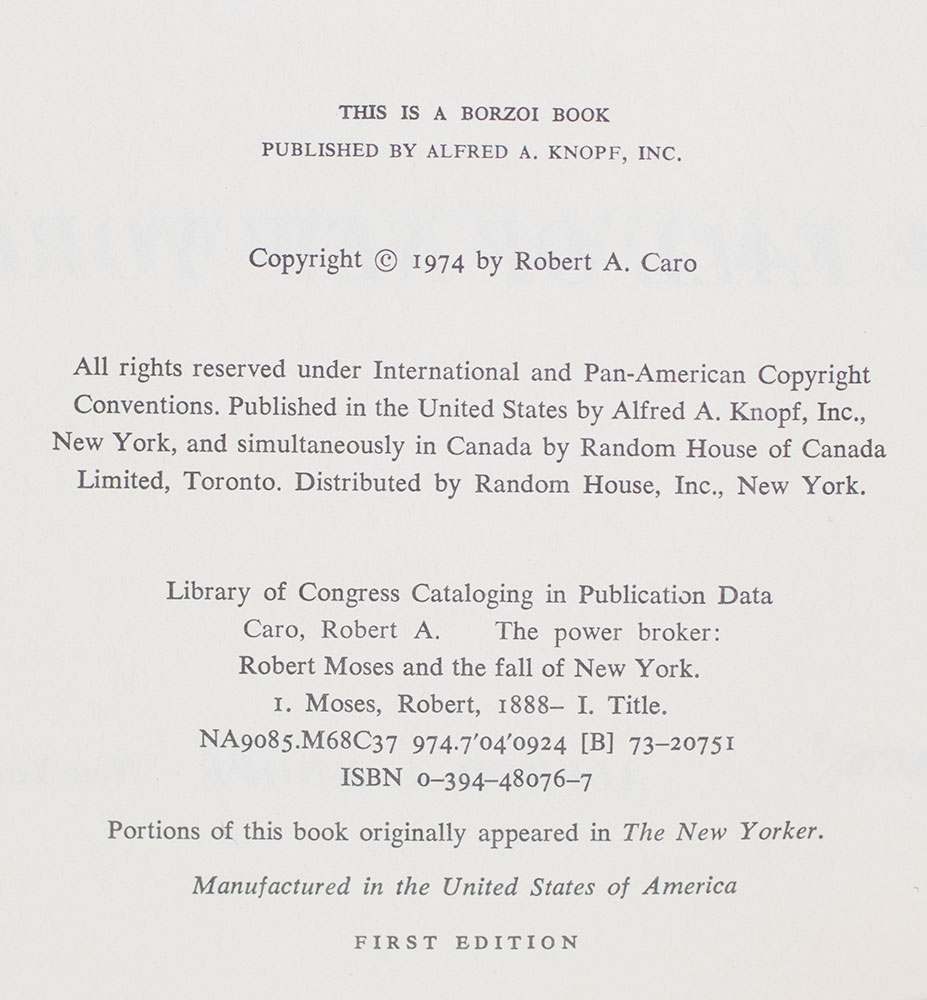 THIS IS A BORZOI BOOK
PUBLISHED BY ALFRED A. KNOPF, INC.
Copyright © 1974 by Robert A. Caro
All rights reserved under International and Pan-American Copyright
Conventions. Published in the United States by Alfred A. Knopf, Inc.,
New York, and simultaneously in Canada by Random House of Canada
Limited, Toronto. Distributed by Random House, Inc., New York.
Library of Congress Cataloging in Publication Data
Caro, Robert A. The power broker:
Robert Moses and the fall of New York.
1. Moses, Robert, 1888– I. Title.
NA9085.M68C37 974.7'04'0924 [B] 73–20751
ISBN 0–394–48076–7
Portions of this book originally appeared in The New Yorker.
Manufactured in the United States of America
FIRST EDITION